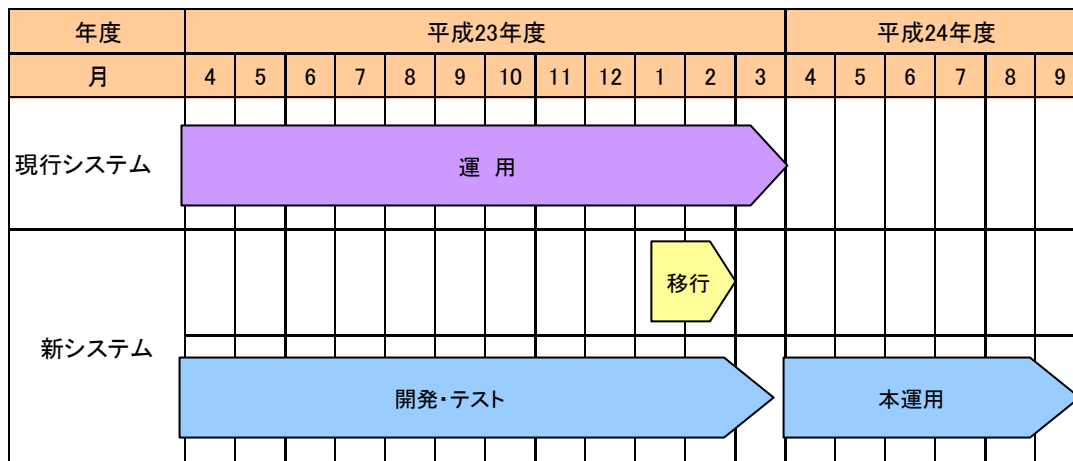 年度 平成23年度 平成24年度
月 4 5 6 7 8 9 10 11 12 1 2 3 4 5 6 7 8 9
現行システム 運 用
移行
新システム
開発・テスト 本運用